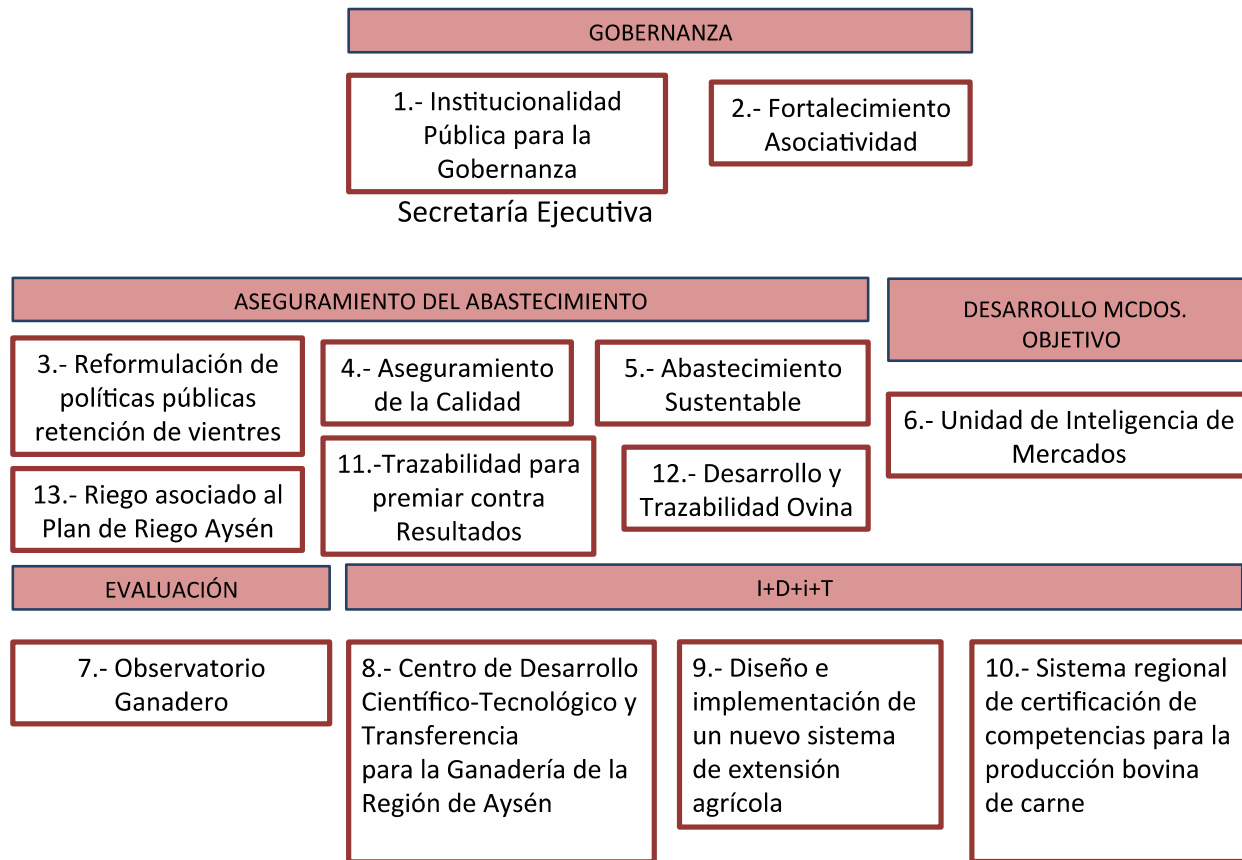 GOBERNANZA
1.- Institucionalidad
Pública para la
Gobernanza
2.- Fortalecimiento
Asociatividad
Secretaría Ejecutiva
ASEGURAMIENTO DEL ABASTECIMIENTO
DESARROLLO MCDOS.
OBJETIVO
3.- Reformulación de
políticas públicas
retención de vientres
4.- Aseguramiento
de la Calidad
5.- Abastecimiento
Sustentable
6.- Unidad de Inteligencia de
Mercados
13.- Riego asociado al
Plan de Riego Aysén
11.-Trazabilidad para
premiar contra
Resultados
12.- Desarrollo y
Trazabilidad Ovina
EVALUACIÓN
I+D+i+T
7.- Observatorio
Ganadero
8.- Centro de Desarrollo
Científico-Tecnológico y
Transferencia
para la Ganadería de la
Región de Aysén
9.- Diseño e
implementación de
un nuevo sistema
de extensión
agrícola
10.- Sistema regional
de certificación de
competencias para la
producción bovina
de carne